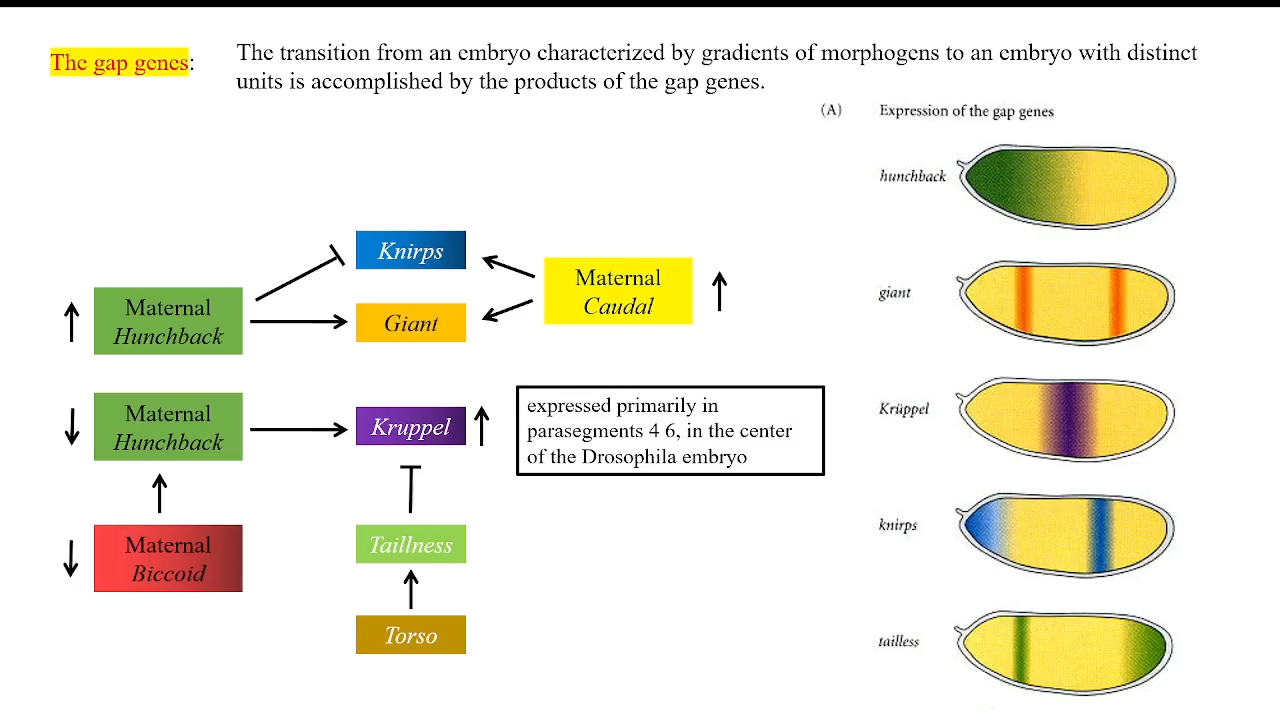 The gap genes:
The transition from an embryo characterized by gradients of morphogens to an embryo with distinct
units is accomplished by the products of the gap genes.
(A) Expression of the gap genes
hunchback
giant
Krüppel
knirps
tailless
Knirps
Giant
Maternal
Caudal
Maternal
Hunchback
Maternal
Hunchback
Kruppel
expressed primarily in
parasegments 4 6, in the center
of the Drosophila embryo
Maternal
Biccoid
Taillness
Torso